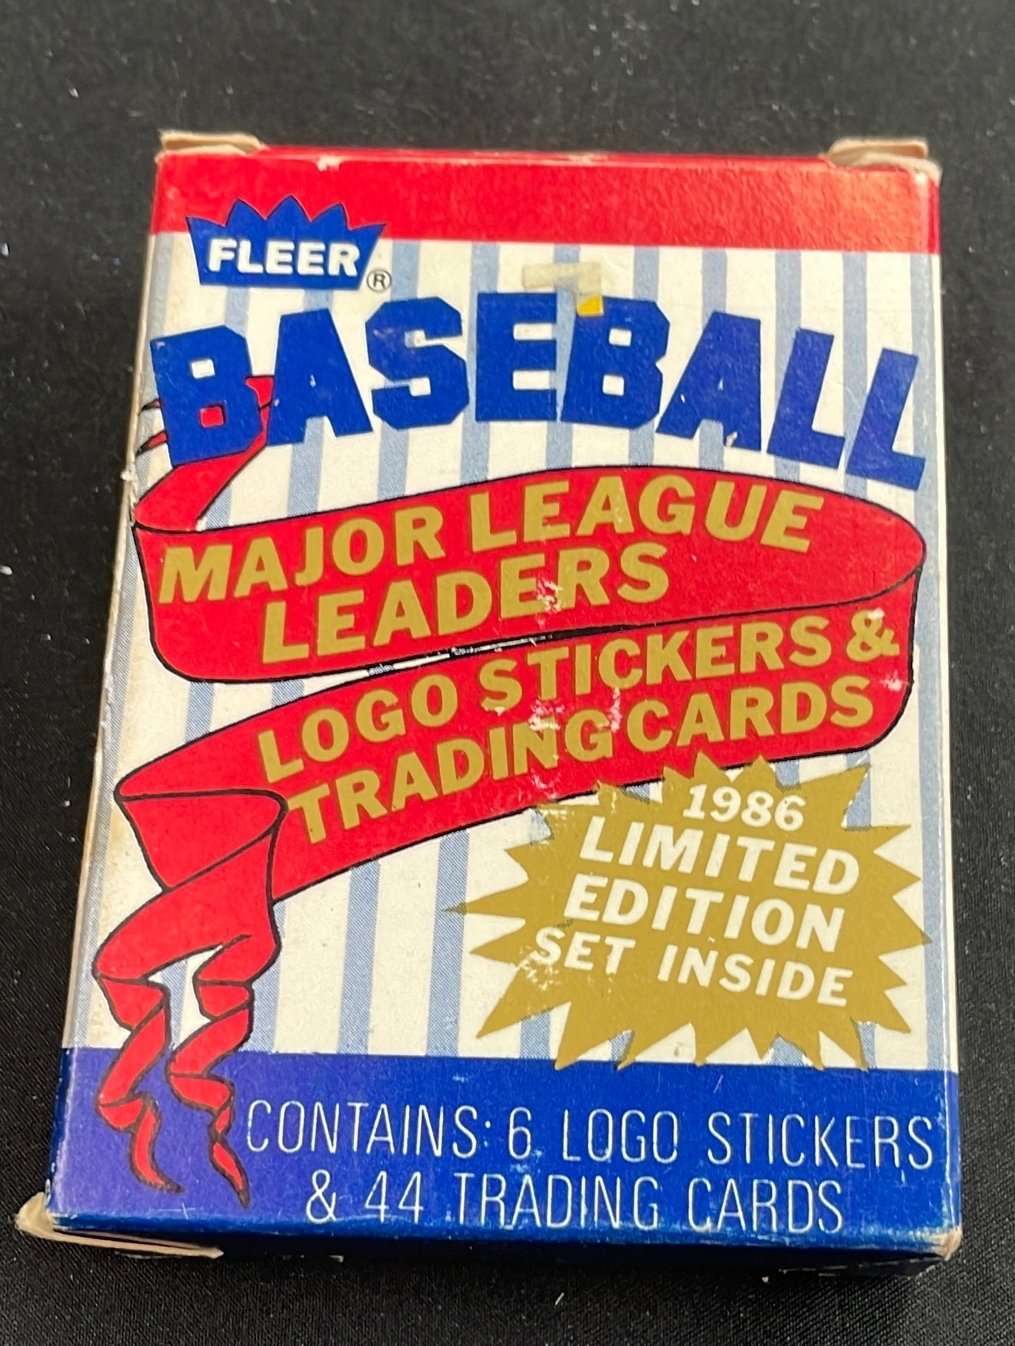 FLEER®
BASEBALL
MAJOR LEAGUE
LEADERS
LOGO STICKERS &
TRADING CARDS
1986
LIMITED
EDITION
SET INSIDE
CONTAINS: 6 LOGO STICKERS
& 44 TRADING CARDS